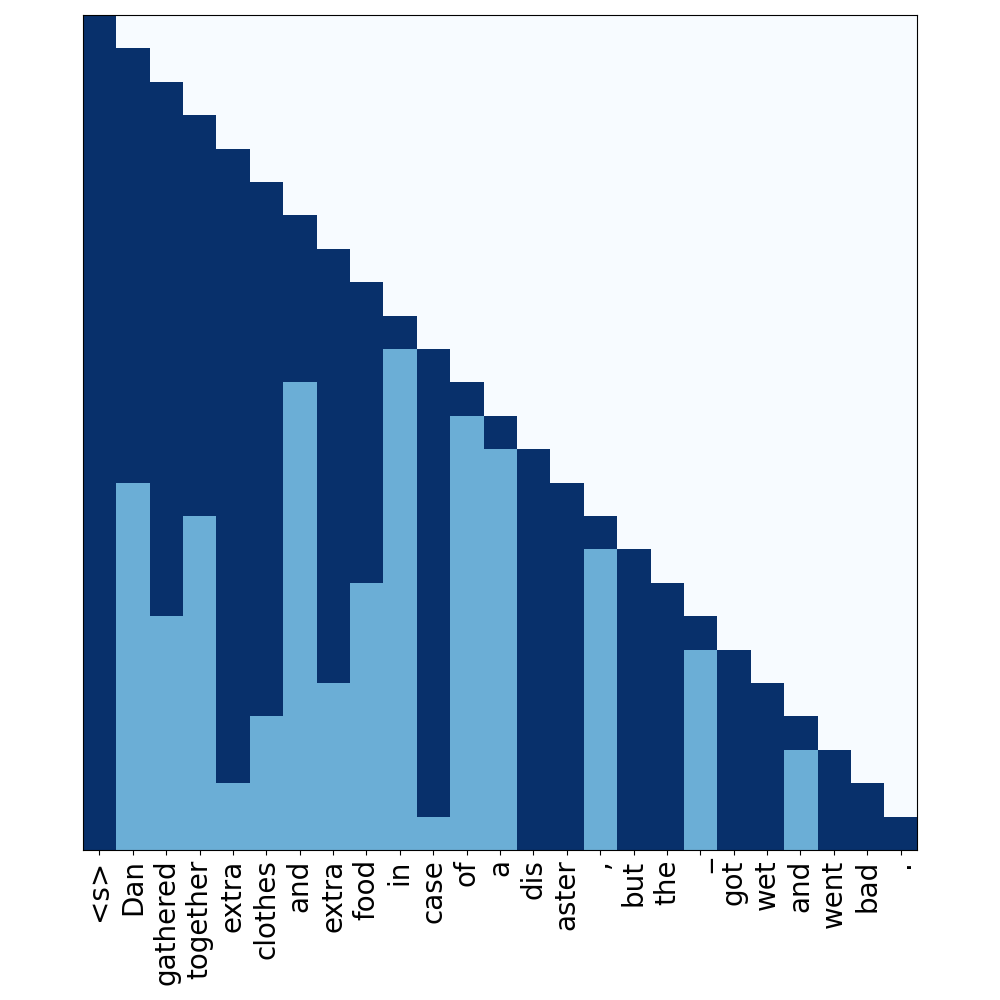 <s> Dan gathered together extra clothes and extra food in case of a dis aster , but the _ got wet and went bad .